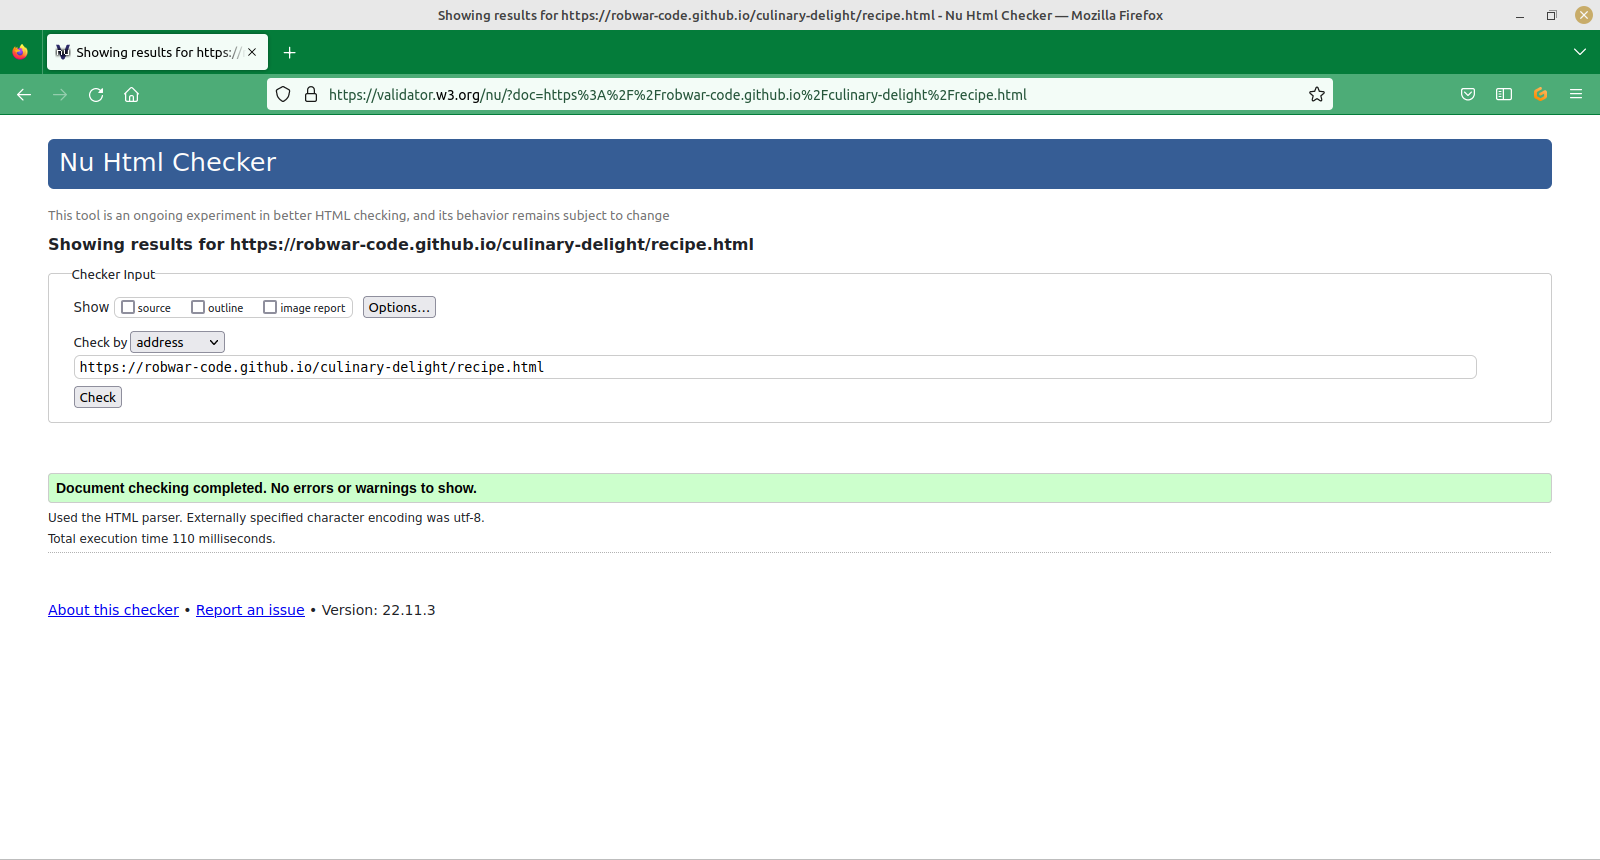 Showing results for https://robwar-code.github.io/culinary-delight/recipe.html - Nu Html Checker — Mozilla Firefox
Showing results for https://
https://validator.w3.org/nu/?doc=https%3A%2F%2Frobwar-code.github.io%2Fculinary-delight%2Frecipe.html
Nu Html Checker
This tool is an ongoing experiment in better HTML checking, and its behavior remains subject to change
Showing results for https://robwar-code.github.io/culinary-delight/recipe.html
Checker Input
Show source outline image report Options...
Check by address
https://robwar-code.github.io/culinary-delight/recipe.html
Check
Document checking completed. No errors or warnings to show.
Used the HTML parser. Externally specified character encoding was utf-8.
Total execution time 110 milliseconds.
About this checker • Report an issue • Version: 22.11.3